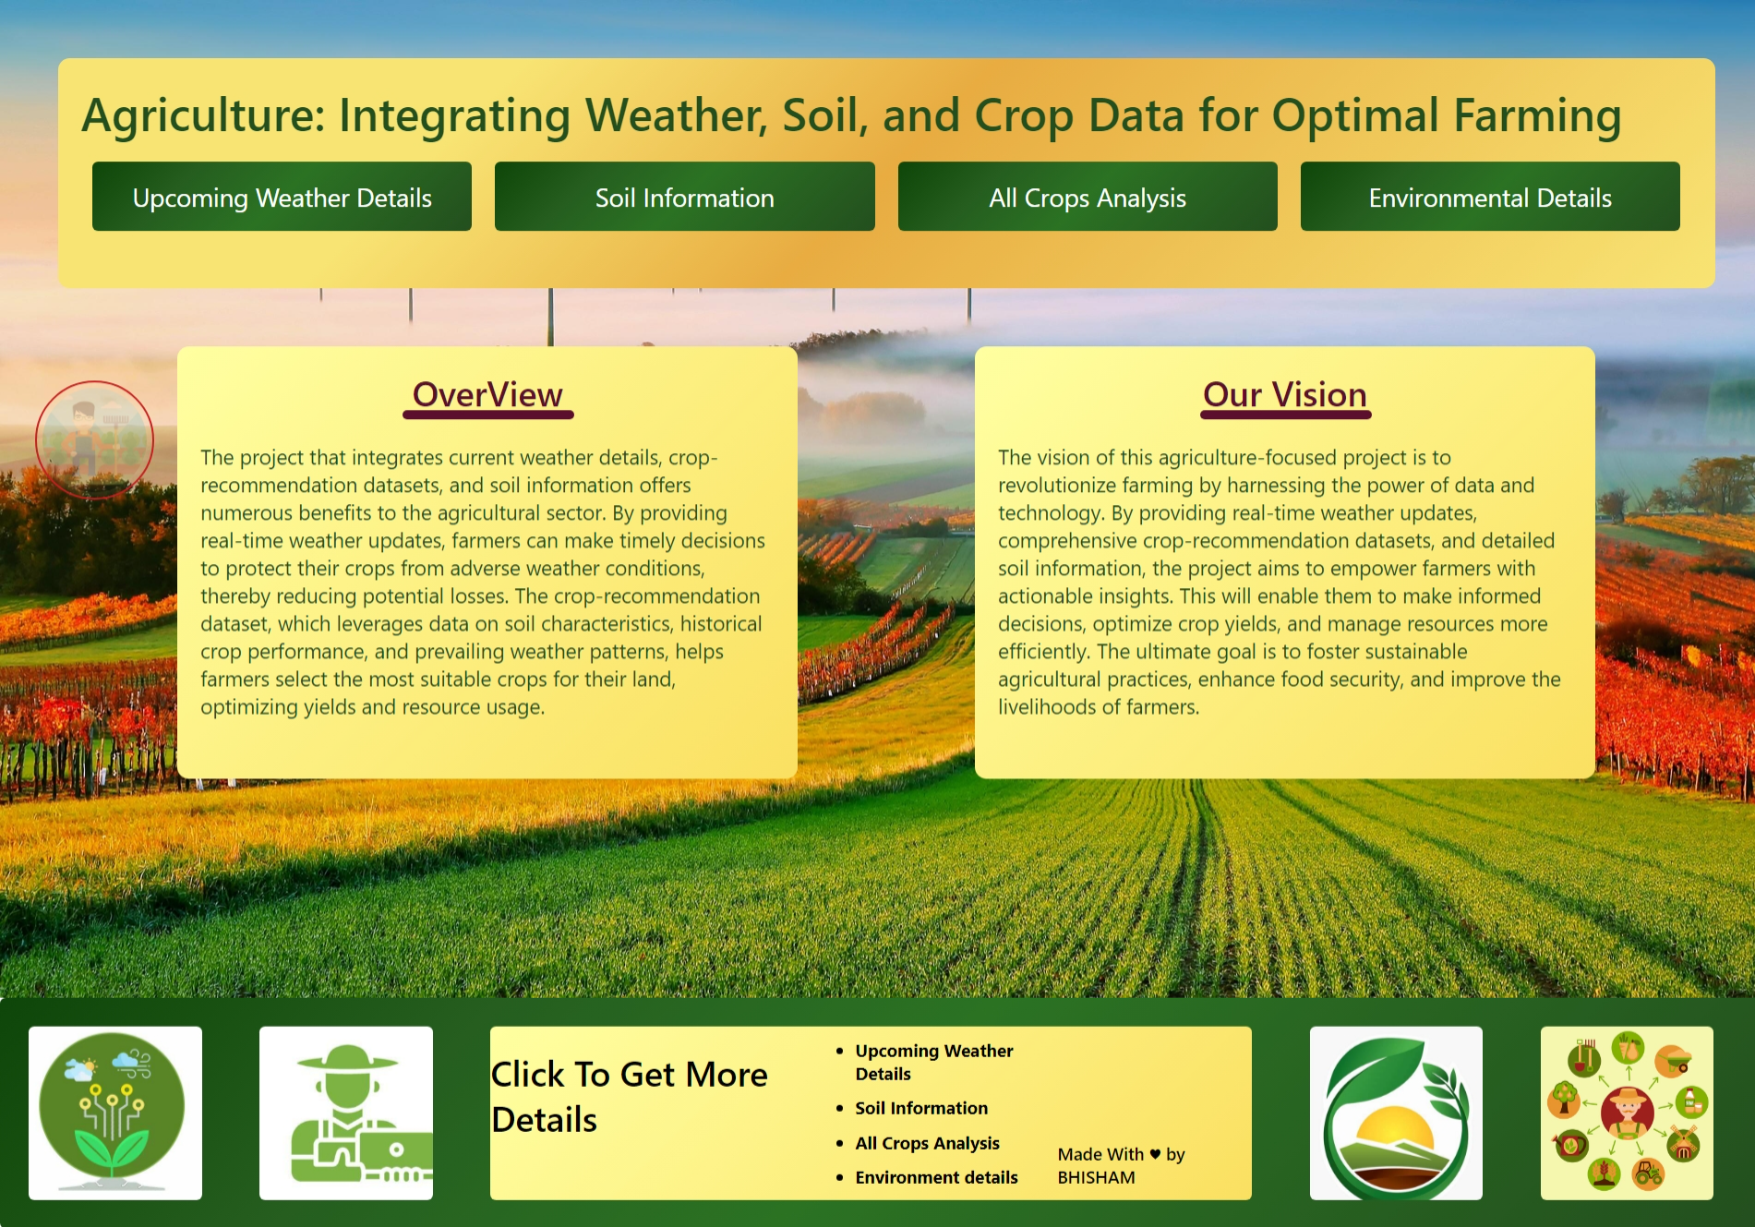 Agriculture: Integrating Weather, Soil, and Crop Data for Optimal Farming
Upcoming Weather Details
Soil Information
All Crops Analysis
Environmental Details
OverView
The project that integrates current weather details, crop-
recommendation datasets, and soil information offers
numerous benefits to the agricultural sector. By providing
real-time weather updates, farmers can make timely decisions
to protect their crops from adverse weather conditions,
thereby reducing potential losses. The crop-recommendation
dataset, which leverages data on soil characteristics, historical
crop performance, and prevailing weather patterns, helps
farmers select the most suitable crops for their land,
optimizing yields and resource usage.
Our Vision
The vision of this agriculture-focused project is to
revolutionize farming by harnessing the power of data and
technology. By providing real-time weather updates,
comprehensive crop-recommendation datasets, and detailed
soil information, the project aims to empower farmers with
actionable insights. This will enable them to make informed
decisions, optimize crop yields, and manage resources more
efficiently. The ultimate goal is to foster sustainable
agricultural practices, enhance food security, and improve the
livelihoods of farmers.
Click To Get More
Details
• Upcoming Weather
Details
• Soil Information
• All Crops Analysis
• Environment details
Made With ♥ by
BHISHAM